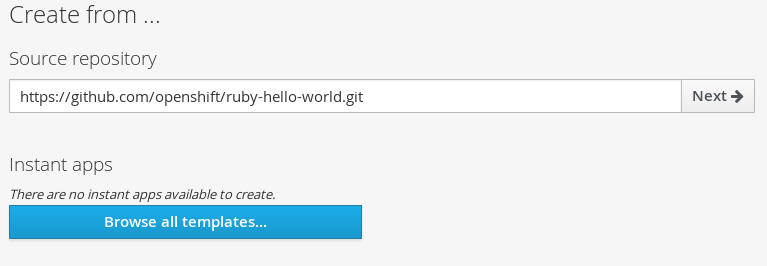 Create from ...
Source repository
https://github.com/openshift/ruby-hello-world.git
Next
Instant apps
There are no instant apps available to create.
Browse all templates...